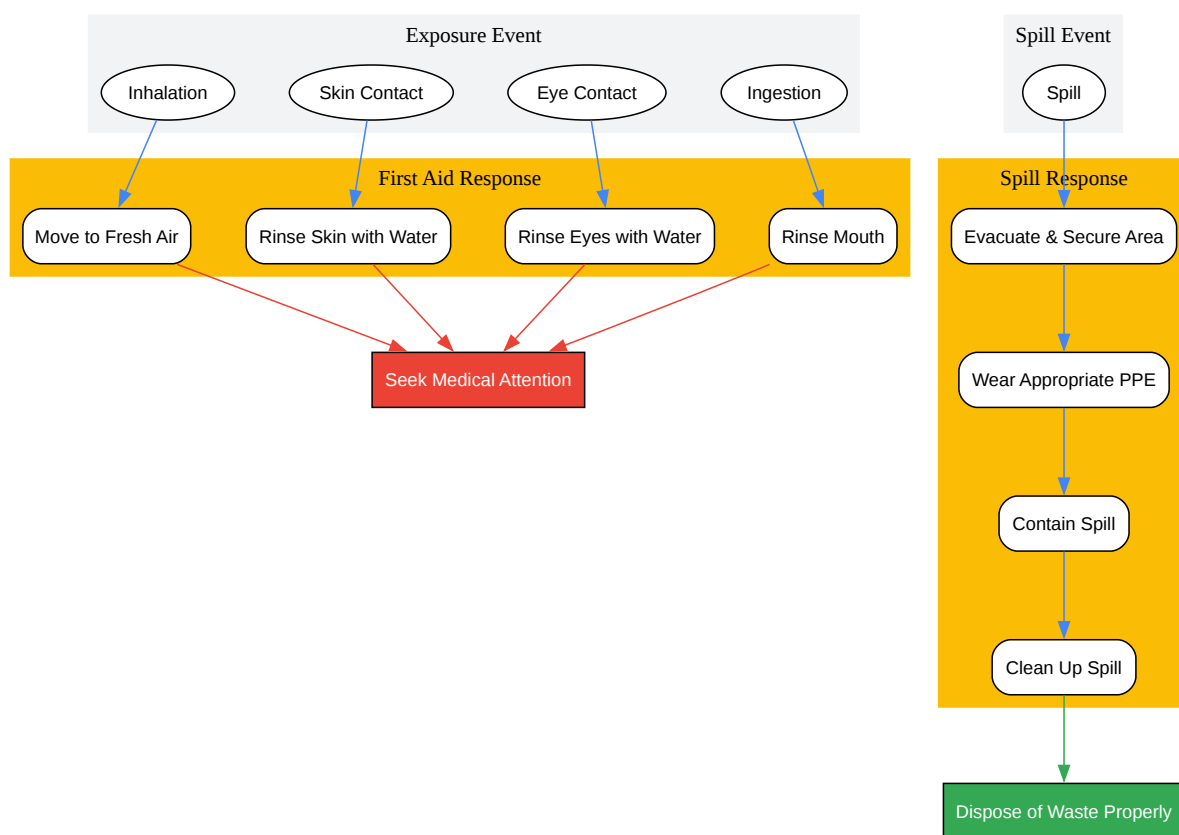 Exposure Event
Spill Event
Inhalation
Skin Contact
Eye Contact
Ingestion
Spill
First Aid Response
Spill Response
Move to Fresh Air
Rinse Skin with Water
Rinse Eyes with Water
Rinse Mouth
Evacuate & Secure Area
Seek Medical Attention
Wear Appropriate PPE
Contain Spill
Clean Up Spill
Dispose of Waste Properly